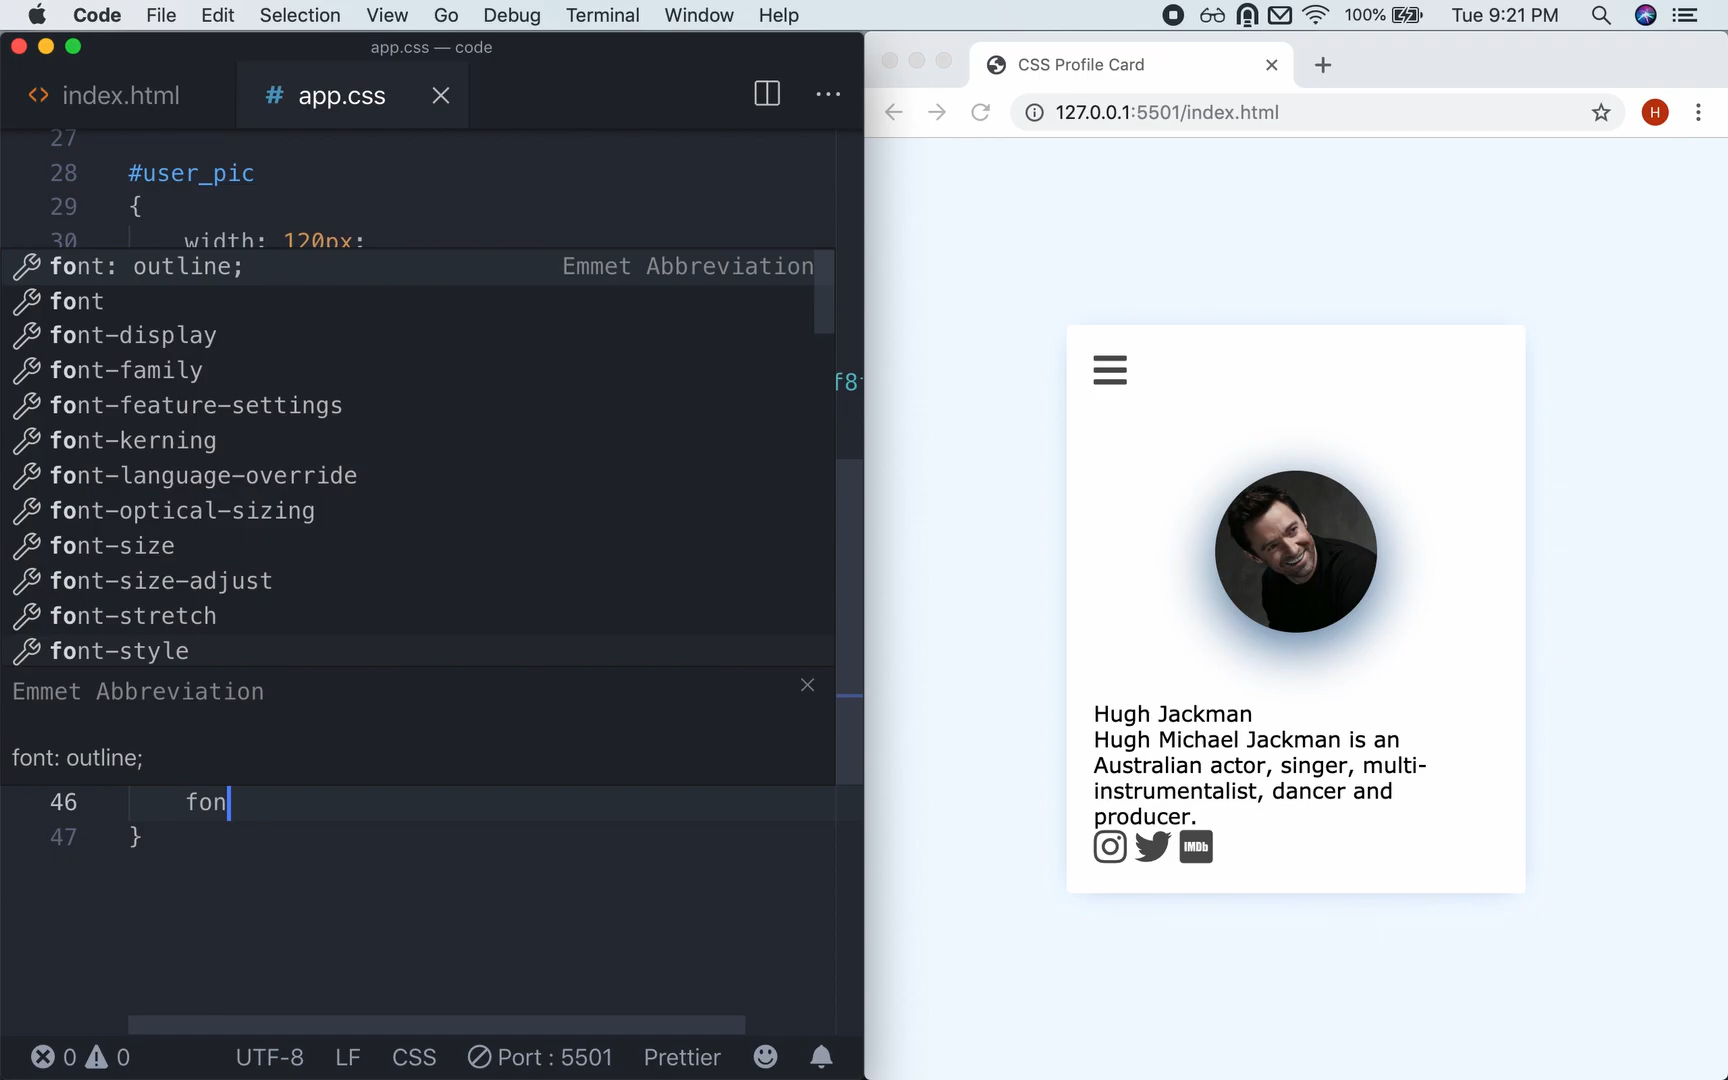 Code File Edit Selection View Go Debug Terminal Window Help 100% Tue 9:21 PM
app.css — code
index.html # app.css
27
28 #user_pic
29 {
30 width: 120px;
font: outline; Emmet Abbreviation
font
font-display
font-family
font-feature-settings
font-kerning
font-language-override
font-optical-sizing
font-size
font-size-adjust
font-stretch
font-style
Emmet Abbreviation
font: outline;
46 fon
47 }
0 0 UTF-8 LF CSS Port : 5501 Prettier
CSS Profile Card
127.0.0.1:5501/index.html H
Hugh Jackman
Hugh Michael Jackman is an
Australian actor, singer, multi-
instrumentalist, dancer and
producer.
IMDb